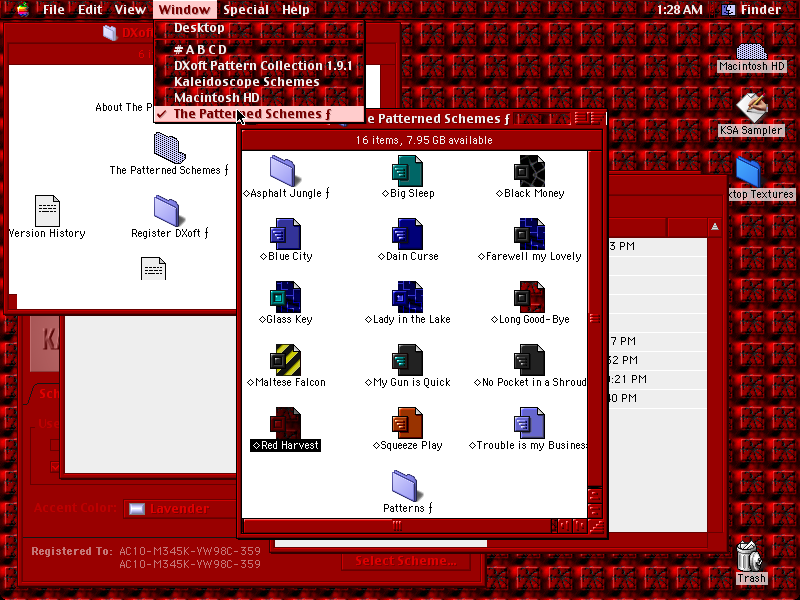 File Edit View Window Special Help 1:28 AM Finder
Desktop
#ABCD
DXoft Pattern Collection 1.9.1
Kaleidoscope Schemes
Macintosh HD
✓ The Patterned Schemes ƒ
DXoft
About The P
The Patterned Schemes ƒ
Version History
Register DXoft ƒ
e Patterned Schemes ƒ
16 items, 7.95 GB available
◇Asphalt Jungle ƒ
◇Big Sleep
◇Black Money
◇Blue City
◇Dain Curse
◇Farewell my Lovely
◇Glass Key
◇Lady in the Lake
◇Long Good-Bye
◇Maltese Falcon
◇My Gun is Quick
◇No Pocket in a Shroud
◇Red Harvest
◇Squeeze Play
◇Trouble is my Busines
Patterns ƒ
3 PM
7 PM
32 PM
0:21 PM
40 PM
Macintosh HD
KSA Sampler
ktop Textures
Trash
KA
Sch
Use
Accent Color: Lavender
Registered To: AC10-M345K-YW98C-359
AC10-M345K-YW98C-359
Select Scheme...